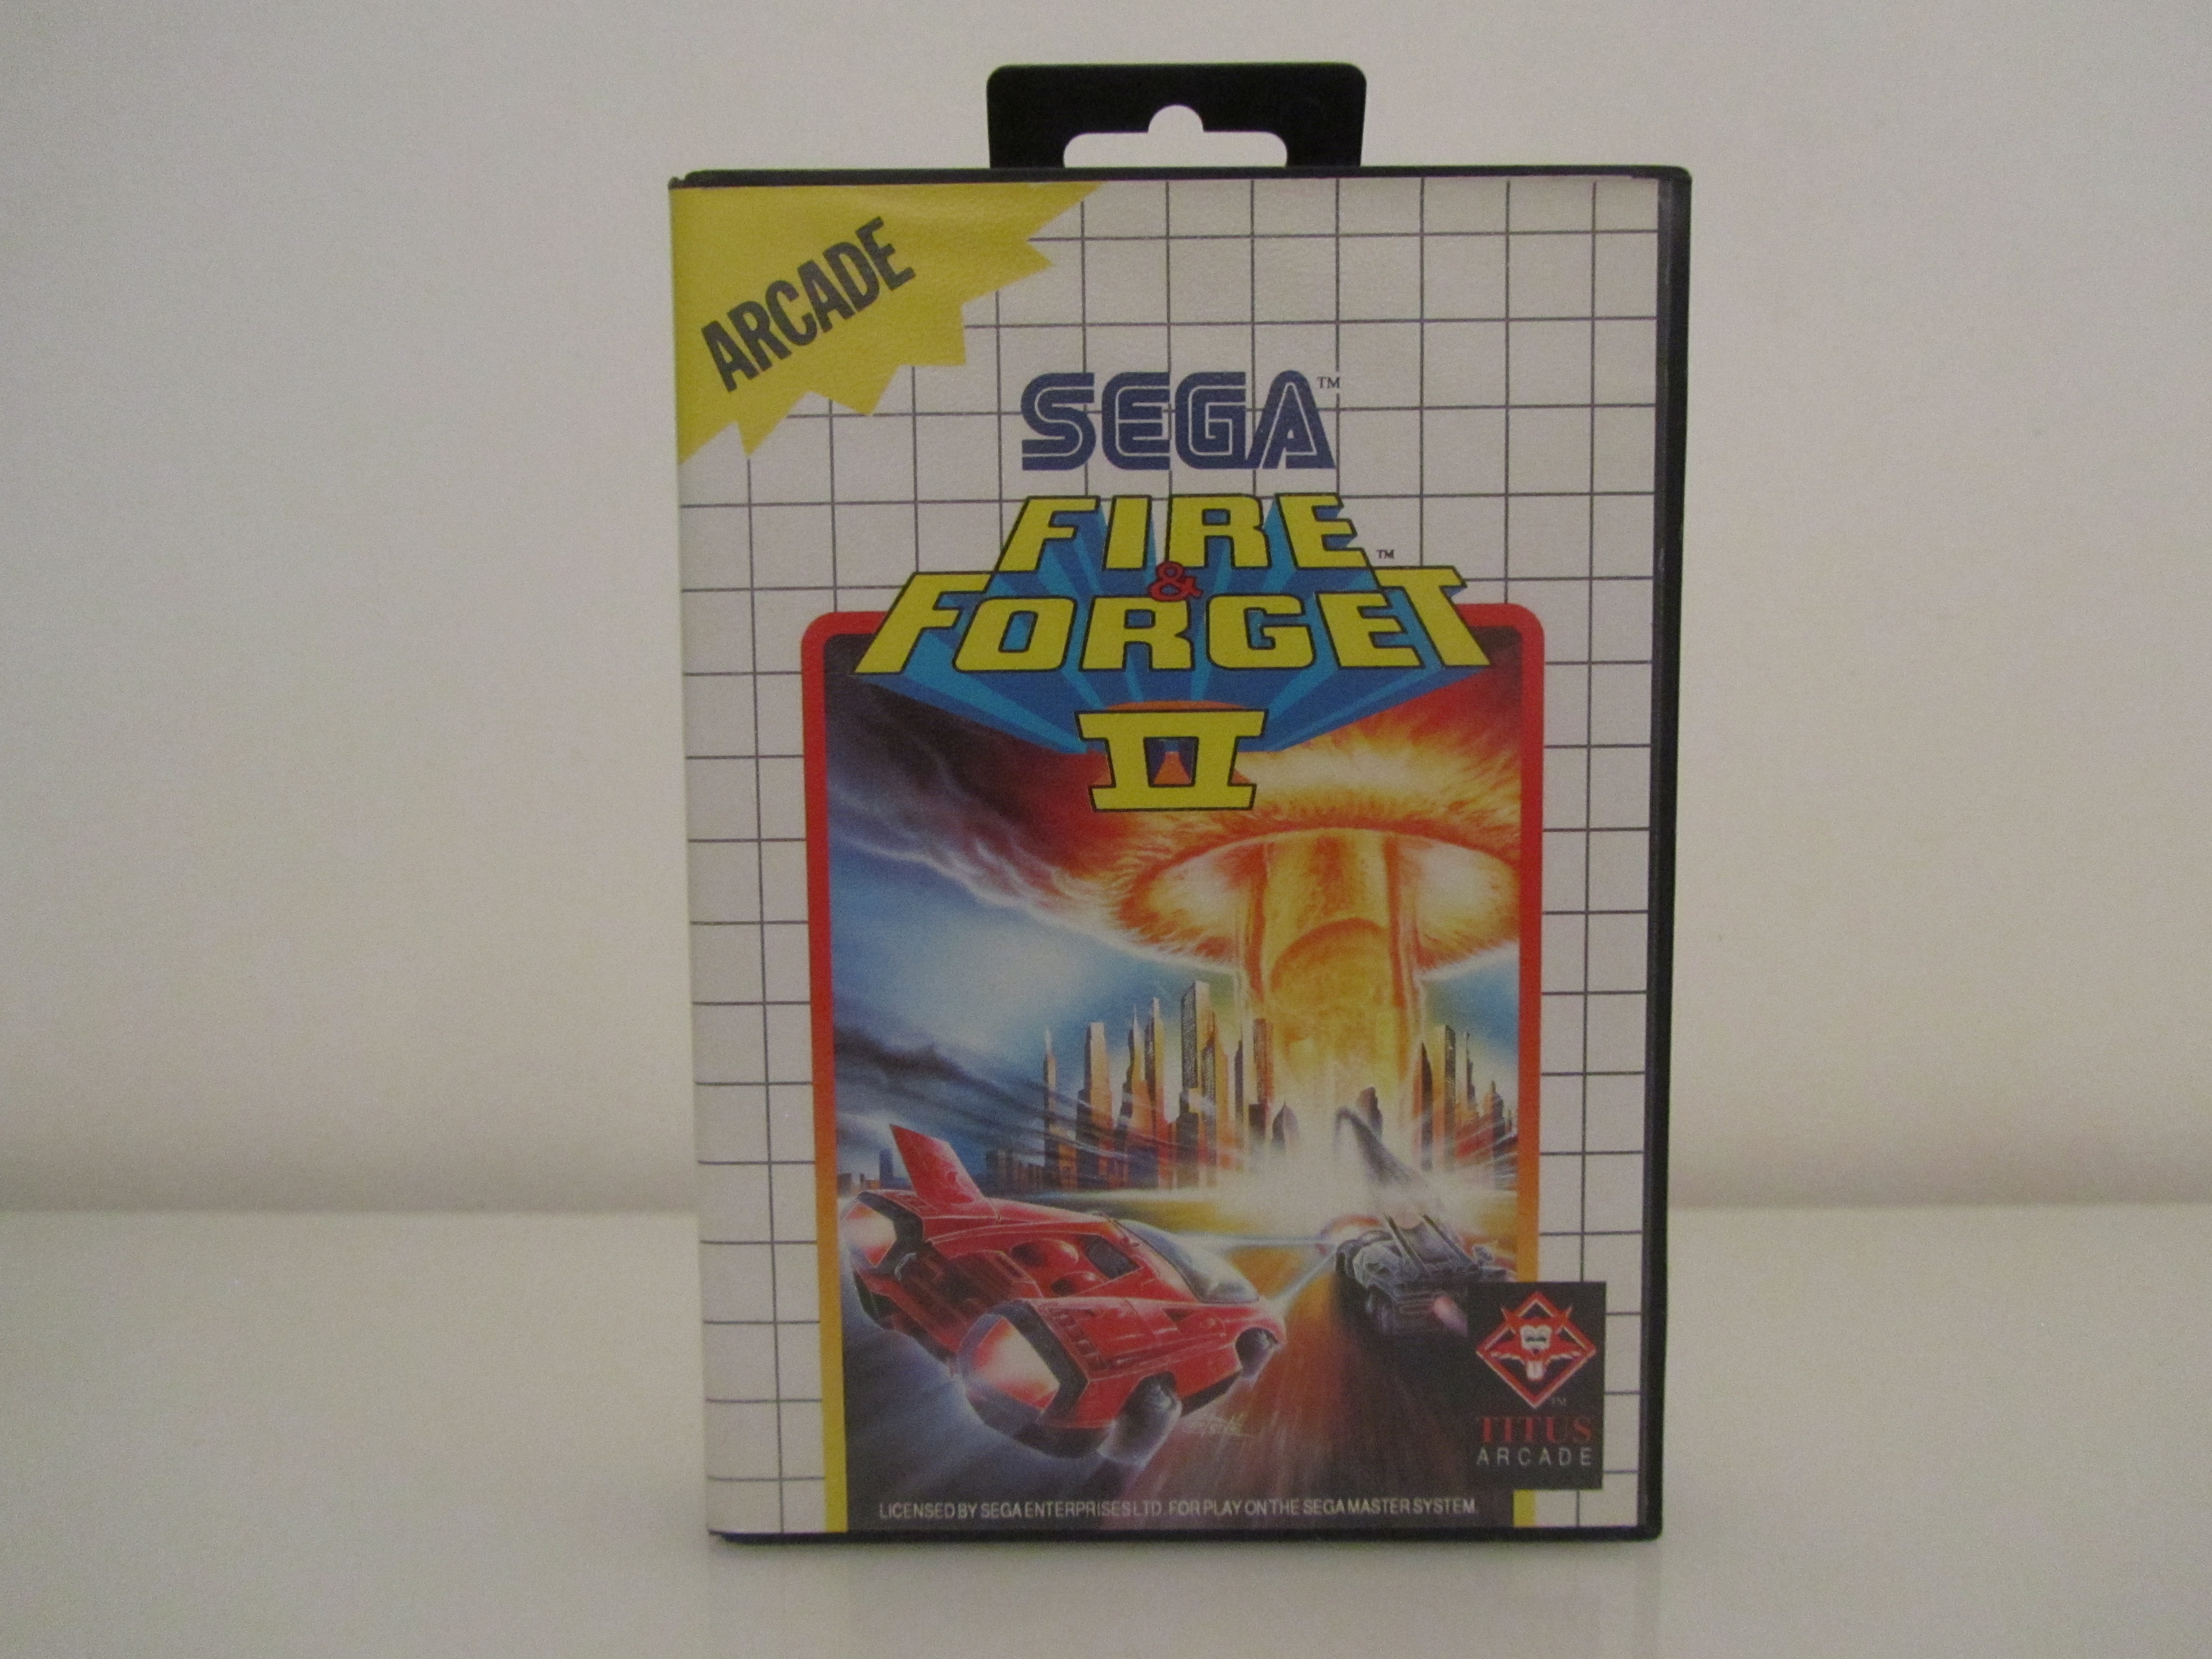 ARCADE
SEGA™
FIRE
&
FORGET™
II
™
TITUS
ARCADE
LICENSED BY SEGA ENTERPRISES LTD. FOR PLAY ON THE SEGA MASTER SYSTEM.